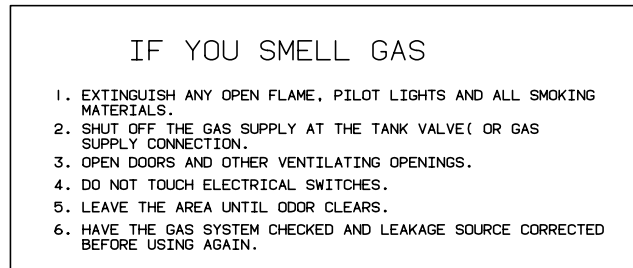 IF YOU SMELL GAS
1. EXTINGUISH ANY OPEN FLAME, PILOT LIGHTS AND ALL SMOKING
MATERIALS.
2. SHUT OFF THE GAS SUPPLY AT THE TANK VALVE( OR GAS
SUPPLY CONNECTION.
3. OPEN DOORS AND OTHER VENTILATING OPENINGS.
4. DO NOT TOUCH ELECTRICAL SWITCHES.
5. LEAVE THE AREA UNTIL ODOR CLEARS.
6. HAVE THE GAS SYSTEM CHECKED AND LEAKAGE SOURCE CORRECTED
BEFORE USING AGAIN.